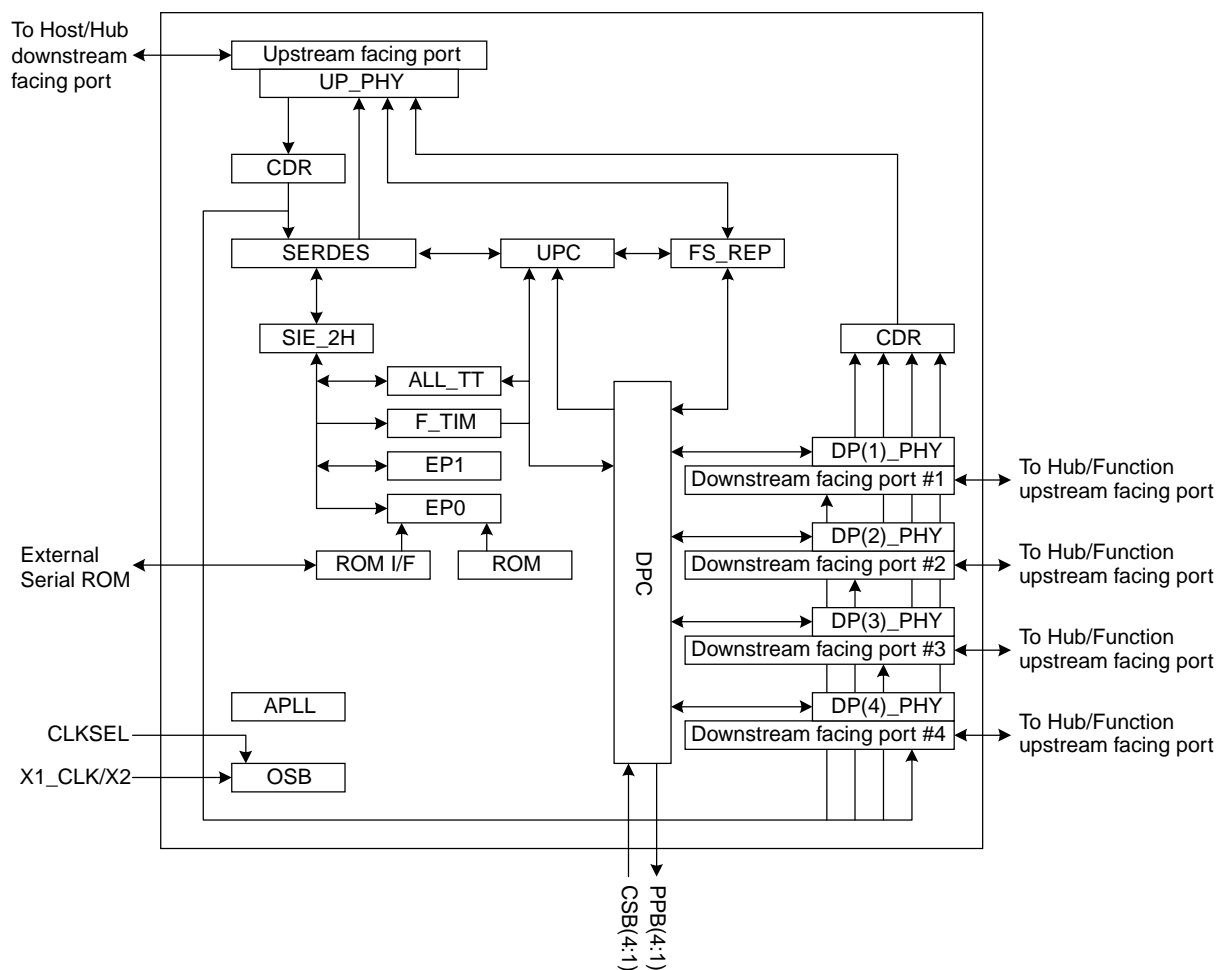 To Host/Hub
downstream
facing port
Upstream facing port
UP_PHY
CDR
SERDES
UPC
FS_REP
SIE_2H
CDR
ALL_TT
F_TIM
EP1
EP0
ROM I/F
ROM
External
Serial ROM
DPC
DP(1)_PHY
Downstream facing port #1
To Hub/Function
upstream facing port
DP(2)_PHY
Downstream facing port #2
To Hub/Function
upstream facing port
DP(3)_PHY
Downstream facing port #3
To Hub/Function
upstream facing port
DP(4)_PHY
Downstream facing port #4
To Hub/Function
upstream facing port
APLL
CLKSEL
X1_CLK/X2
OSB
CSB(4:1)
PPB(4:1)